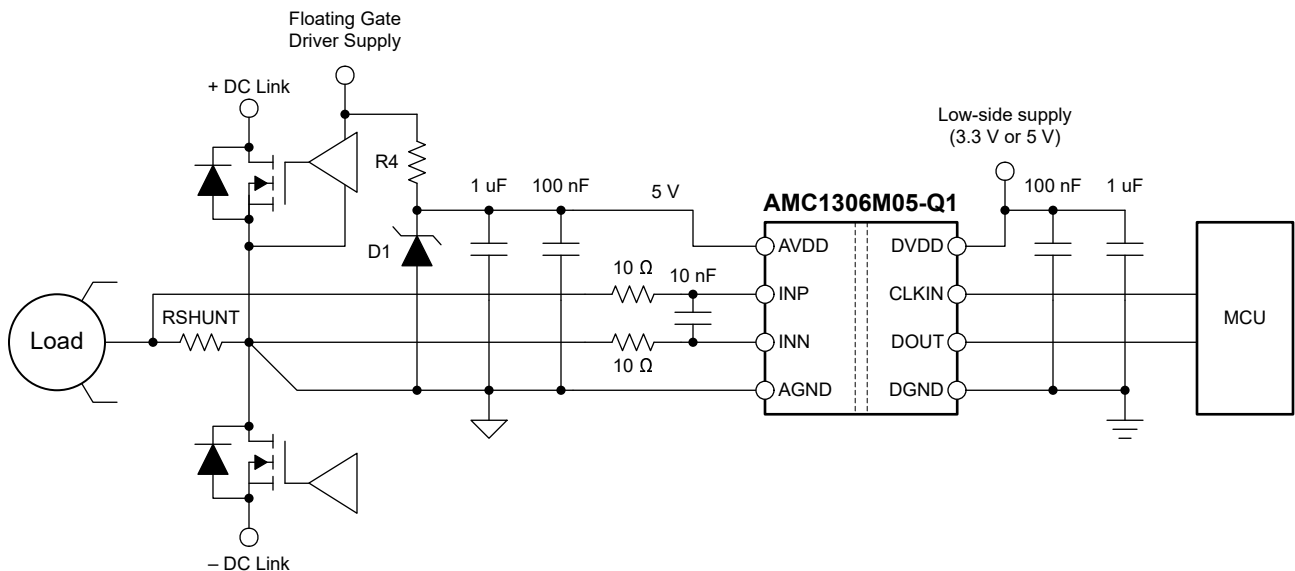 Floating Gate
Driver Supply
+ DC Link
Low-side supply
(3.3 V or 5 V)
R4
1 uF
100 nF
5 V
AMC1306M05-Q1
100 nF
1 uF
D1
AVDD
DVDD
10 Ω
10 nF
INP
CLKIN
RSHUNT
Load
MCU
INN
DOUT
10 Ω
AGND
DGND
– DC Link